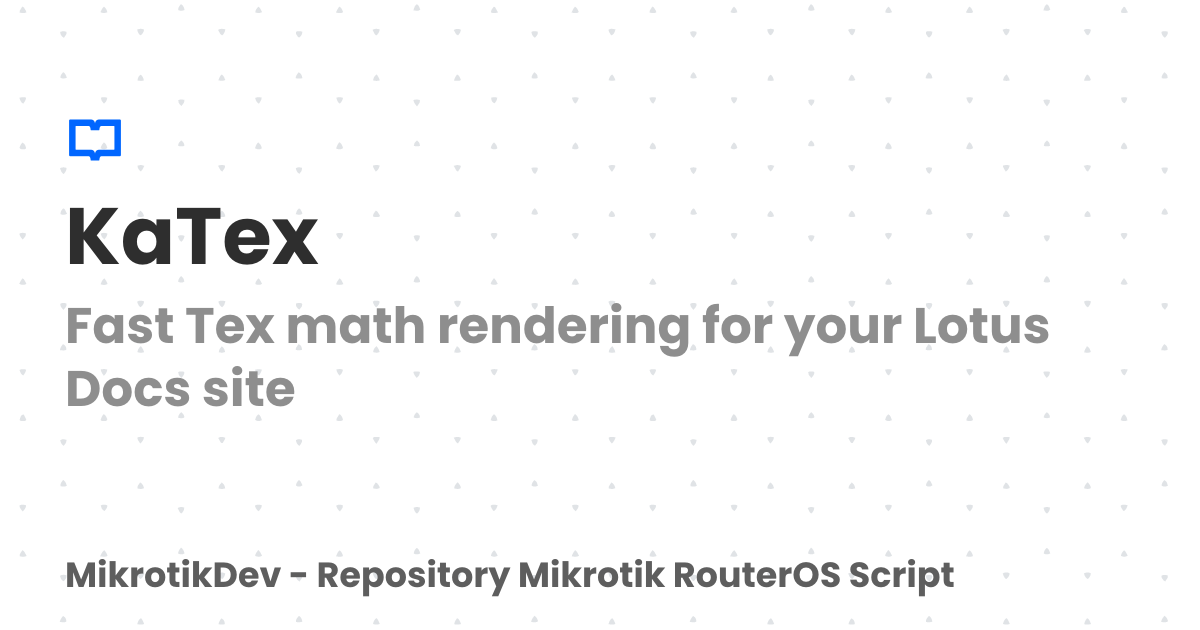 KaTex
Fast Tex math rendering for your Lotus
Docs site
MikrotikDev - Repository Mikrotik RouterOS Script